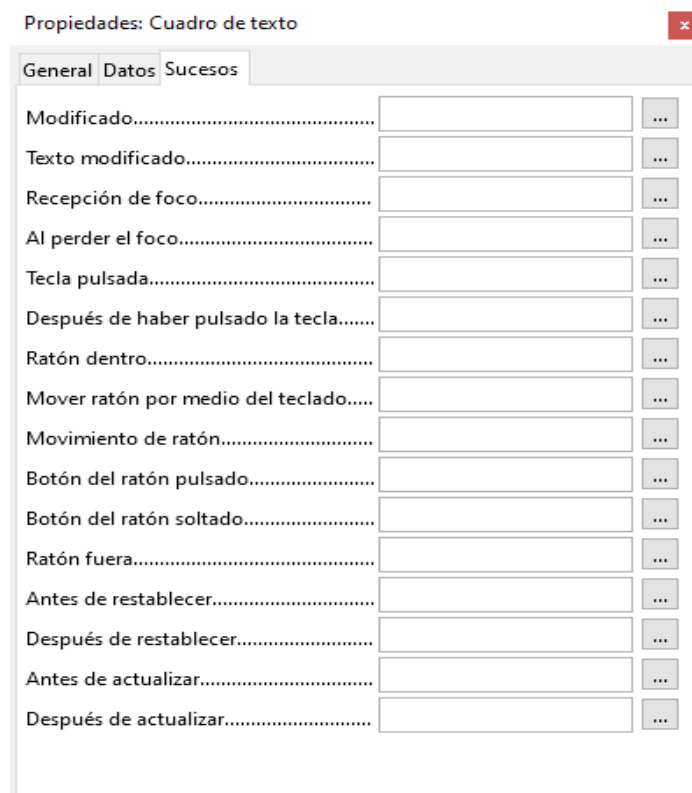 Propiedades: Cuadro de texto
x
General Datos Sucesos
Modificado.............................................. ...
Texto modificado.................................... ...
Recepción de foco................................. ...
Al perder el foco..................................... ...
Tecla pulsada........................................... ...
Después de haber pulsado la tecla....... ...
Ratón dentro........................................... ...
Mover ratón por medio del teclado..... ...
Movimiento de ratón............................. ...
Botón del ratón pulsado........................ ...
Botón del ratón soltado......................... ...
Ratón fuera.............................................. ...
Antes de restablecer............................... ...
Después de restablecer.......................... ...
Antes de actualizar................................. ...
Después de actualizar............................ ...